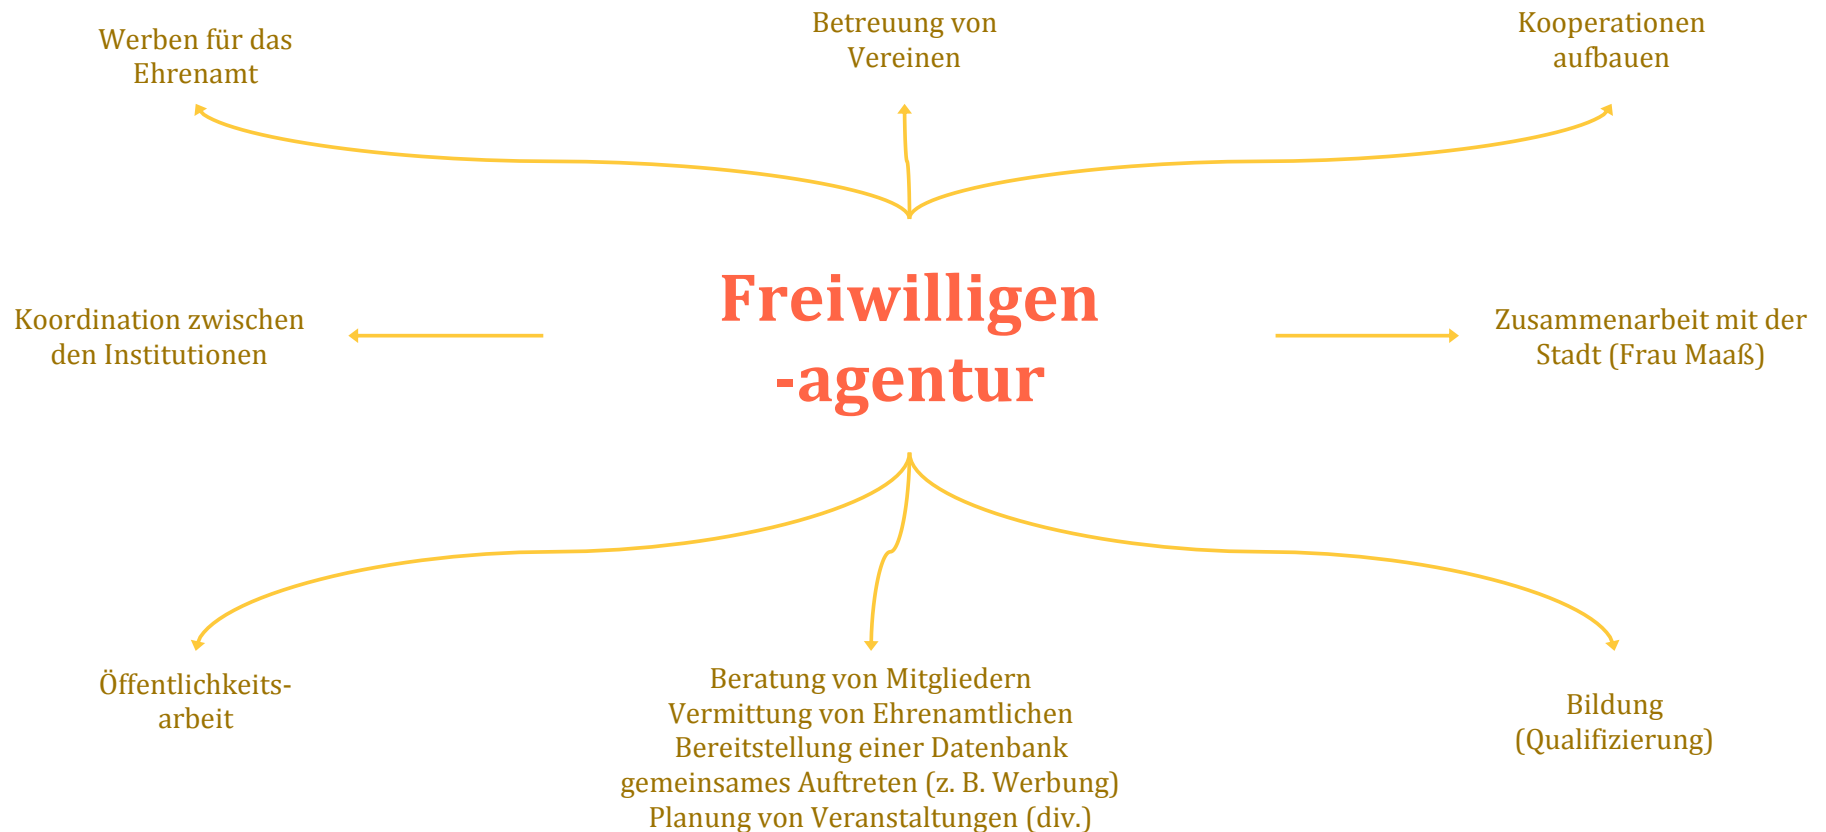 Werben für das
Ehrenamt
Betreuung von
Vereinen
Kooperationen
aufbauen
Freiwilligen
-agentur
Koordination zwischen
den Institutionen
Zusammenarbeit mit der
Stadt (Frau Maaß)
Öffentlichkeits-
arbeit
Beratung von Mitgliedern
Vermittung von Ehrenamtlichen
Bereitstellung einer Datenbank
gemeinsames Auftreten (z. B. Werbung)
Planung von Veranstaltungen (div.)
Bildung
(Qualifizierung)